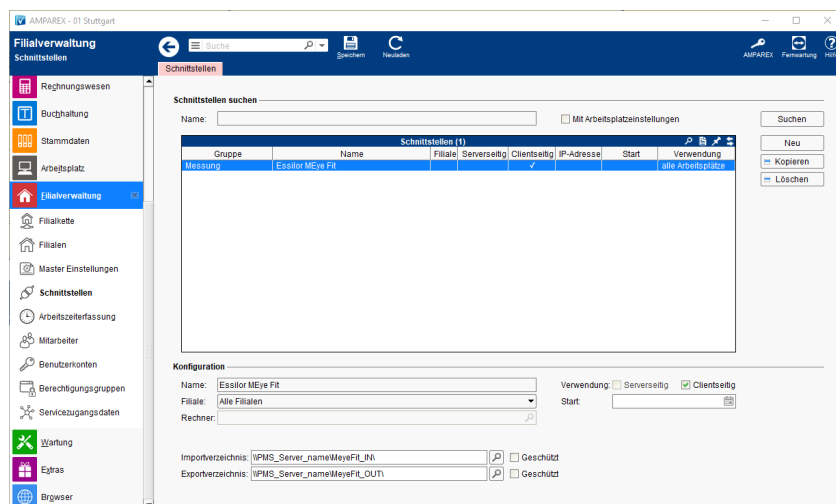 AMPAREX - 01 Stuttgart
Filialverwaltung
Schnittstellen
Suche
Speichern
Neuladen
AMPAREX
Fernwartung
Hilfe
Schnittstellen
Rechnungswesen
Buchhaltung
Stammdaten
Arbeitsplatz
Filialverwaltung
Filialkette
Filialen
Master Einstellungen
Schnittstellen
Arbeitszeiterfassung
Mitarbeiter
Benutzerkonten
Berechtigungsgruppen
Servicezugangsdaten
Wartung
Extras
Browser
Schnittstellen suchen
Name:
Mit Arbeitsplatzeinstellungen
Suchen
Schnittstellen (1)
Neu
Gruppe Name Filiale Serverseitig Clientseitig IP-Adresse Start Verwendung
Messung Essilor MEye Fit ✓ alle Arbeitsplätze
Kopieren
Löschen
Konfiguration
Name: Essilor MEye Fit Verwendung: Serverseitig Clientseitig
Filiale: Alle Filialen Start:
Rechner:
Importverzeichnis: \\PMS_Server_name\MeyeFit_IN\ Geschützt
Exportverzeichnis: \\PMS_Server_name\MeyeFit_OUT\ Geschützt